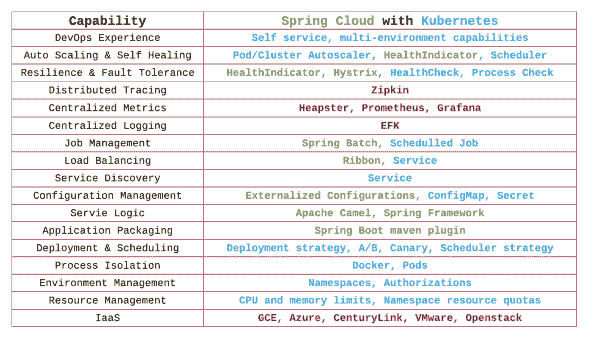 Capability Spring Cloud with Kubernetes
DevOps Experience Self service, multi-environment capabilities
Auto Scaling & Self Healing Pod/Cluster Autoscaler, HealthIndicator, Scheduler
Resilience & Fault Tolerance HealthIndicator, Hystrix, HealthCheck, Process Check
Distributed Tracing Zipkin
Centralized Metrics Heapster, Prometheus, Grafana
Centralized Logging EFK
Job Management Spring Batch, Schedulled Job
Load Balancing Ribbon, Service
Service Discovery Service
Configuration Management Externalized Configurations, ConfigMap, Secret
Servie Logic Apache Camel, Spring Framework
Application Packaging Spring Boot maven plugin
Deployment & Scheduling Deployment strategy, A/B, Canary, Scheduler strategy
Process Isolation Docker, Pods
Environment Management Namespaces, Authorizations
Resource Management CPU and memory limits, Namespace resource quotas
IaaS GCE, Azure, CenturyLink, VMware, Openstack